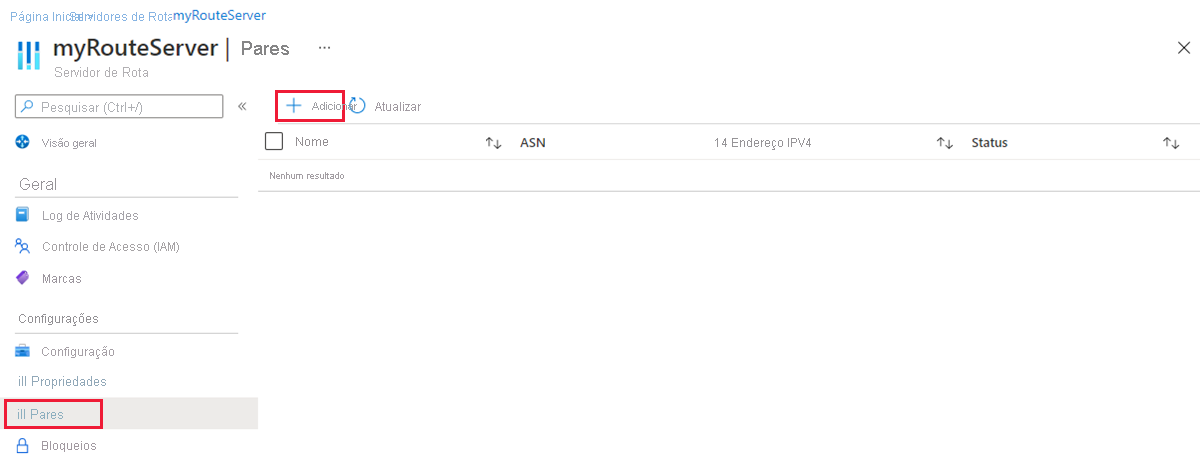 Página Inicial Servidores de Rota myRouteServer
myRouteServer | Pares ...
Servidor de Rota
Pesquisar (Ctrl+/) «
Adicionar Atualizar
Visão geral
Nome ASN 14 Endereço IPV4 Status
Nenhum resultado
Geral
Log de Atividades
Controle de Acesso (IAM)
Marcas
Configurações
Configuração
ill Propriedades
ill Pares
Bloqueios